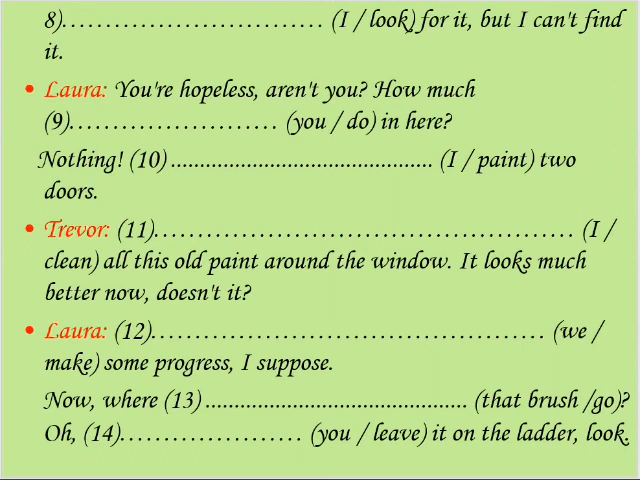 8)………………………… (I / look) for it, but I can't find
it.
• Laura: You're hopeless, aren't you? How much
(9)…………………… (you / do) in here?
Nothing! (10) ............................................. (I / paint) two
doors.
• Trevor: (11)………………………………………… (I /
clean) all this old paint around the window. It looks much
better now, doesn't it?
• Laura: (12)……………………………………… (we /
make) some progress, I suppose.
Now, where (13) ............................................. (that brush /go)?
Oh, (14)………………… (you / leave) it on the ladder, look.